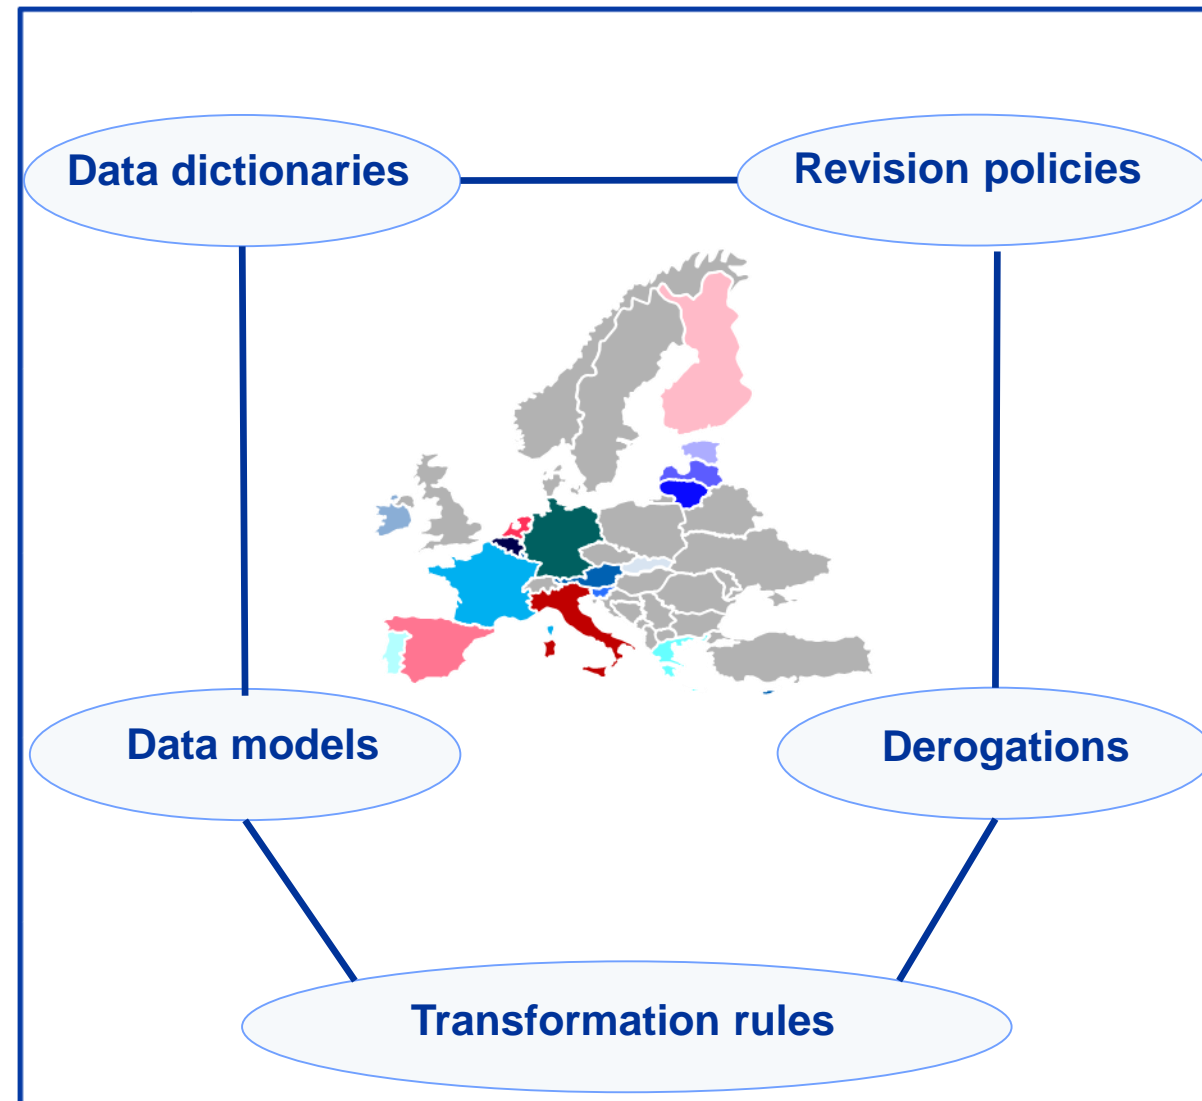 Data dictionaries
Revision policies
Data models
Derogations
Transformation rules